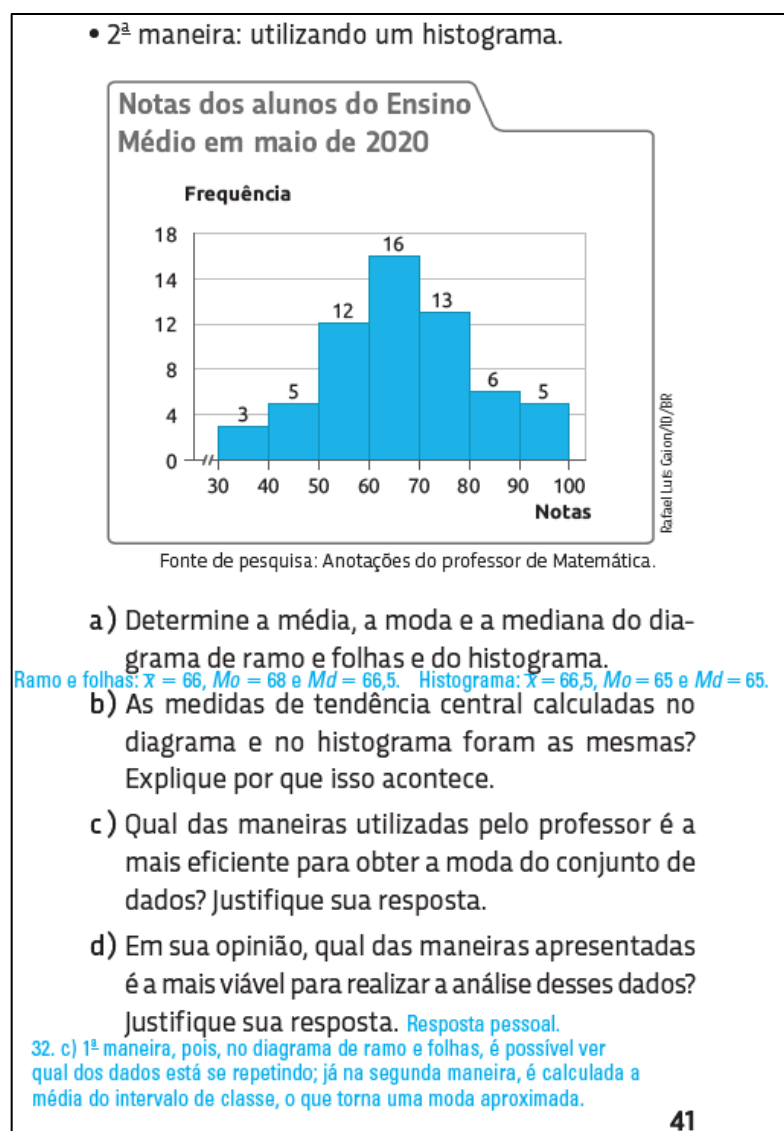 • 2ª maneira: utilizando um histograma.
Notas dos alunos do Ensino
Médio em maio de 2020
Frequência
18
14
12
8
4
0
3
5
12
16
13
6
5
30 40 50 60 70 80 90 100
Notas
Rafael Luís Gaion/ID/BR
Fonte de pesquisa: Anotações do professor de Matemática.
a) Determine a média, a moda e a mediana do dia-
grama de ramo e folhas e do histograma.
Ramo e folhas: x̅ = 66, Mo = 68 e Md = 66,5. Histograma: x̅ = 66,5, Mo = 65 e Md = 65.
b) As medidas de tendência central calculadas no
diagrama e no histograma foram as mesmas?
Explique por que isso acontece.
c) Qual das maneiras utilizadas pelo professor é a
mais eficiente para obter a moda do conjunto de
dados? Justifique sua resposta.
d) Em sua opinião, qual das maneiras apresentadas
é a mais viável para realizar a análise desses dados?
Justifique sua resposta. Resposta pessoal.
32. c) 1ª maneira, pois, no diagrama de ramo e folhas, é possível ver
qual dos dados está se repetindo; já na segunda maneira, é calculada a
média do intervalo de classe, o que torna uma moda aproximada.
41